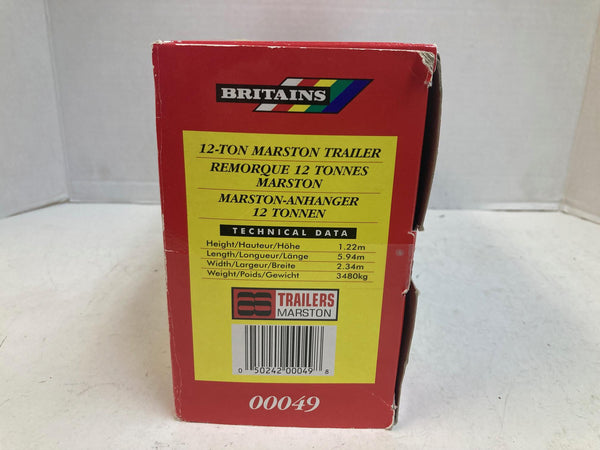 BRITAINS
12-TON MARSTON TRAILER
REMORQUE 12 TONNES
MARSTON
MARSTON-ANHANGER
12 TONNEN
TECHNICAL DATA
Height/Hauteur/Höhe 1.22m
Length/Longueur/Länge 5.94m
Width/Largeur/Breite 2.34m
Weight/Poids/Gewicht 3480kg
TRAILERS
MARSTON
0 50242 00049 8
00049